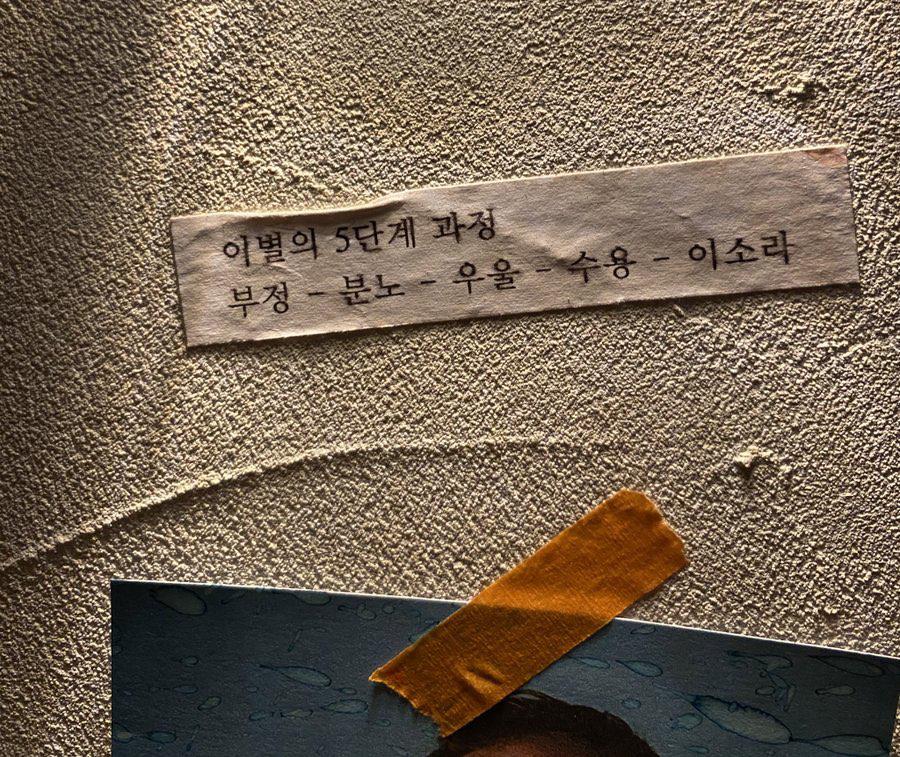 이별의 5단계 과정
부정 - 분노 - 우울 - 수용 - 이소라